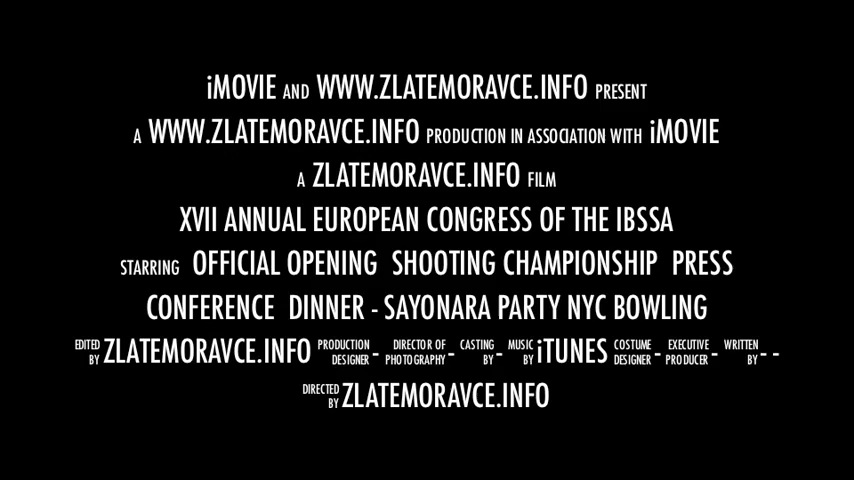 iMOVIE AND WWW.ZLATEMORAVCE.INFO PRESENT
A WWW.ZLATEMORAVCE.INFO PRODUCTION IN ASSOCIATION WITH iMOVIE
A ZLATEMORAVCE.INFO FILM
XVII ANNUAL EUROPEAN CONGRESS OF THE IBSSA
STARRING OFFICIAL OPENING SHOOTING CHAMPIONSHIP PRESS
CONFERENCE DINNER - SAYONARA PARTY NYC BOWLING
EDITED BY ZLATEMORAVCE.INFO PRODUCTION DESIGNER - DIRECTOR OF PHOTOGRAPHY - CASTING BY - MUSIC BY iTUNES COSTUME DESIGNER - EXECUTIVE PRODUCER - WRITTEN BY - -
DIRECTED BY ZLATEMORAVCE.INFO